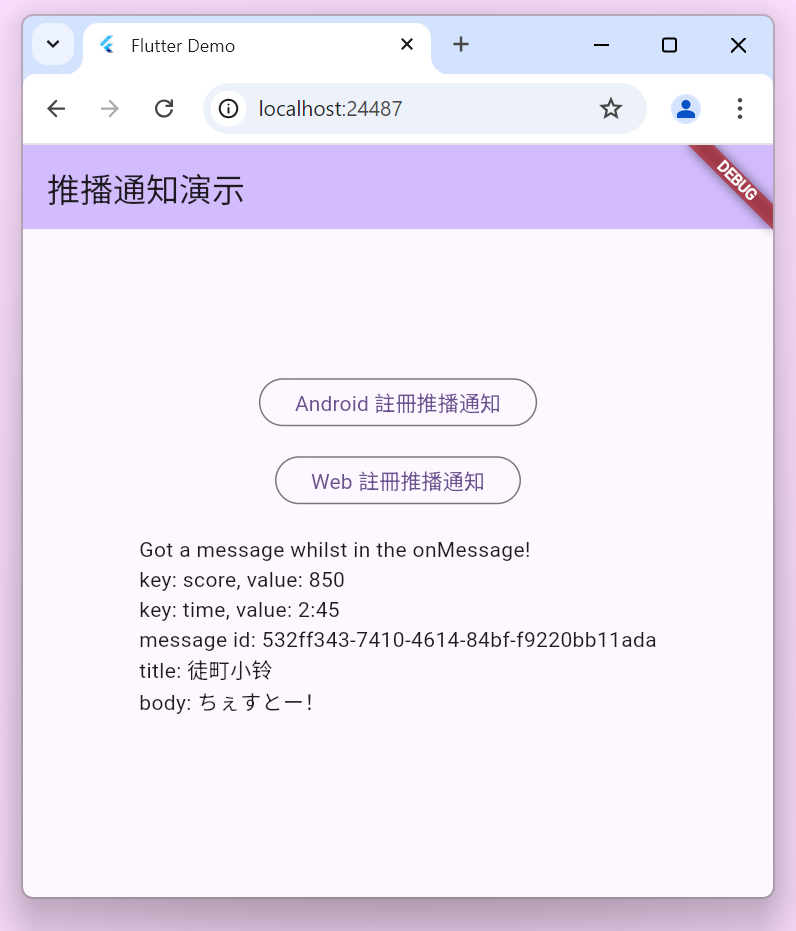 Flutter Demo
localhost:24487
推播通知演示
DEBUG
Android 註冊推播通知
Web 註冊推播通知
Got a message whilst in the onMessage!
key: score, value: 850
key: time, value: 2:45
message id: 532ff343-7410-4614-84bf-f9220bb11ada
title: 徒町小铃
body: ちぇすとー!